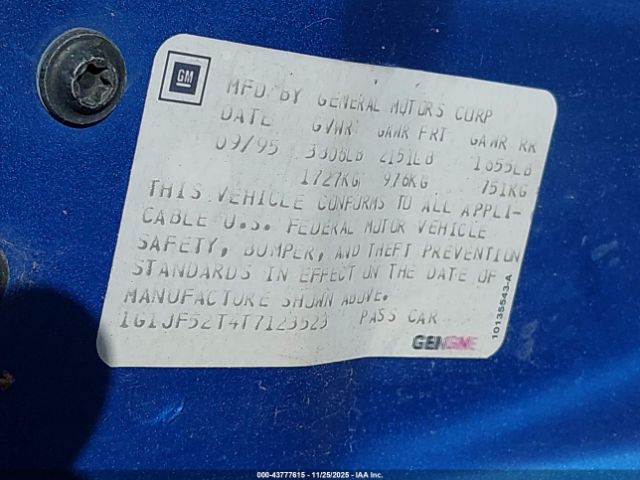 GM
MFD. BY GENERAL MOTORS CORP
DATE GVWR GAWR FRT GAWR RR
09/95 3806LB 2151LB 1655LB
1727KG 976KG 751KG
THIS VEHICLE CONFORMS TO ALL APPLI-
CABLE U.S. FEDERAL MOTOR VEHICLE
SAFETY, BUMPER, AND THEFT PREVENTION
STANDARDS IN EFFECT ON THE DATE OF
MANUFACTURE SHOWN ABOVE.
1G1JF52T4T7123523 PASS CAR
10135543-A
000-43777615 - 11/25/2025 - IAA Inc.